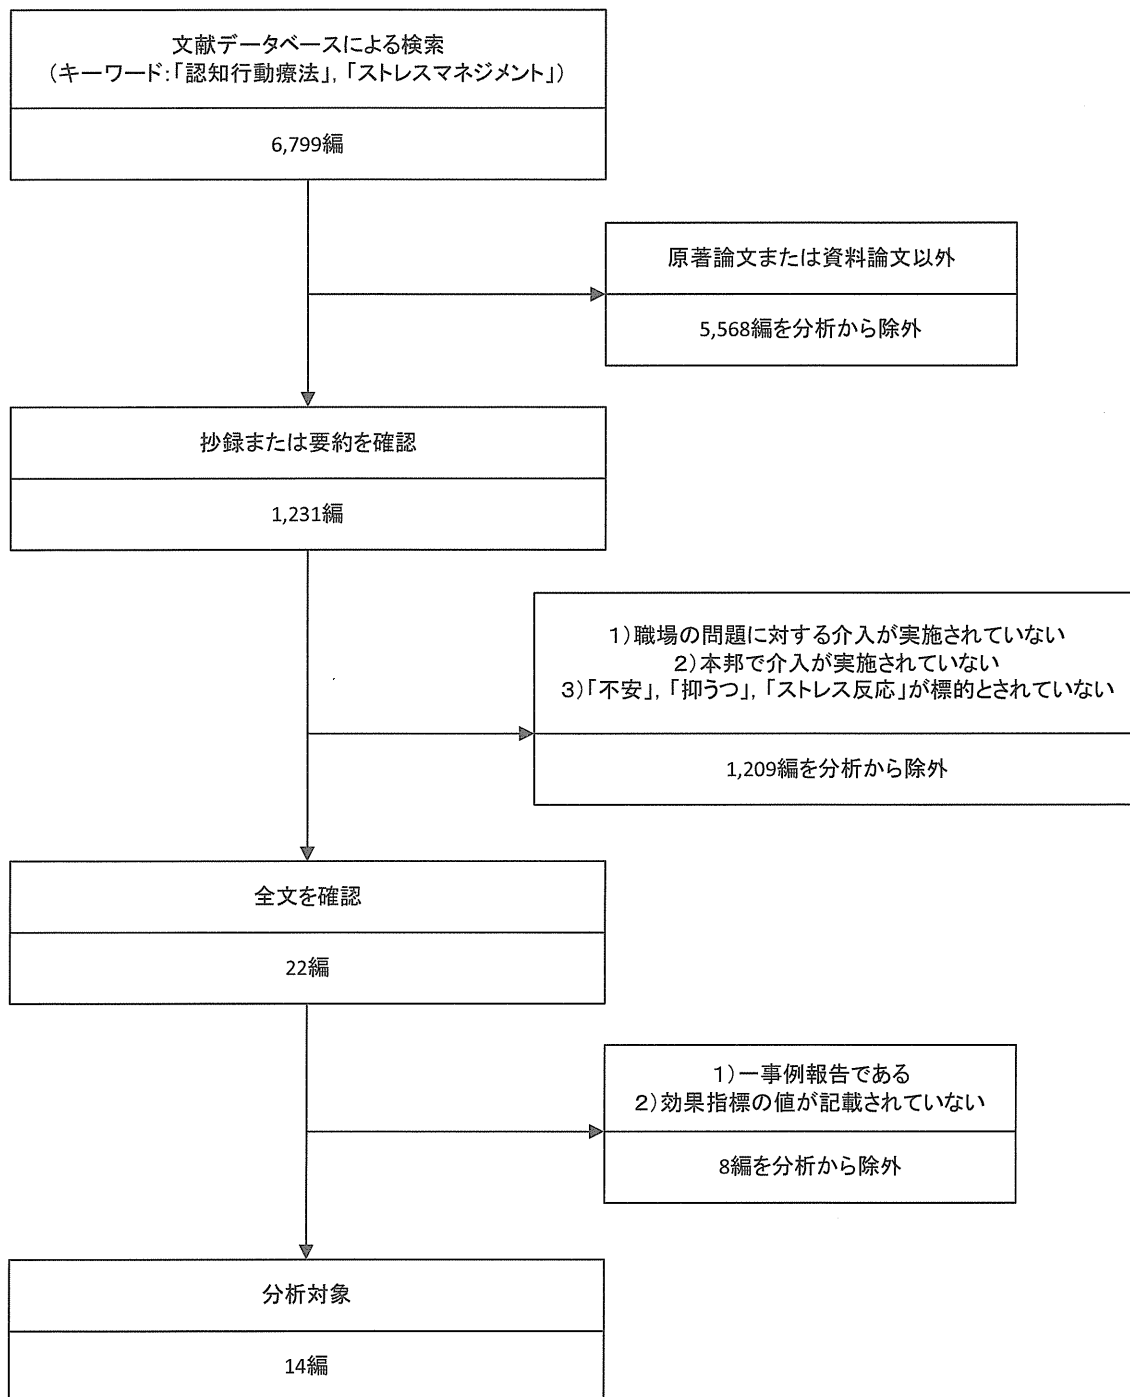 文献データベースによる検索
（キーワード：「認知行動療法」，「ストレスマネジメント」）
6,799編
原著論文または資料論文以外
5,568編を分析から除外
抄録または要約を確認
1,231編
1）職場の問題に対する介入が実施されていない
2）本邦で介入が実施されていない
3）「不安」，「抑うつ」，「ストレス反応」が標的とされていない
1,209編を分析から除外
全文を確認
22編
1）一事例報告である
2）効果指標の値が記載されていない
8編を分析から除外
分析対象
14編